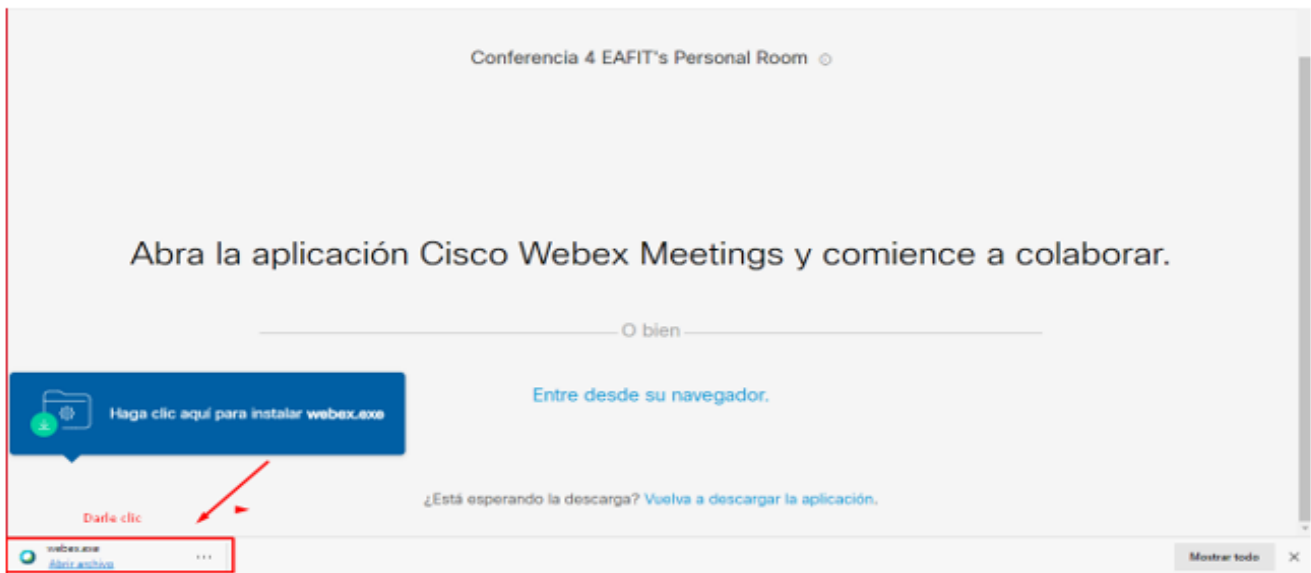 Conferencia 4 EAFIT's Personal Room
Abra la aplicación Cisco Webex Meetings y comience a colaborar.
O bien
Haga clic aquí para instalar webex.exe
Entre desde su navegador.
¿Está esperando la descarga? Vuelva a descargar la aplicación.
Darle clic
webex.exe
Abrir archivo
...
Mostrar todo